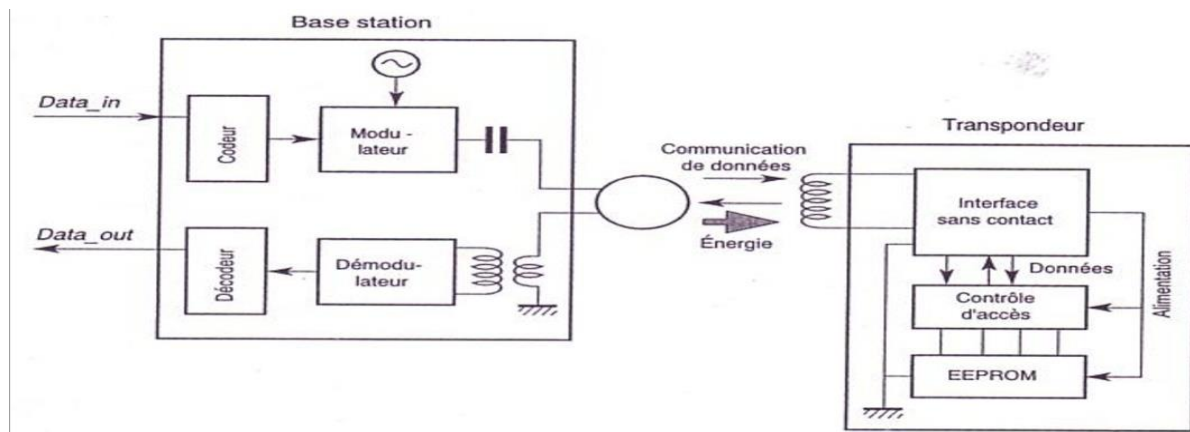 Base station
Data_in
Codeur
Modu -
lateur
Data_out
Décodeur
Démodu-
lateur
Communication
de données
Énergie
Transpondeur
Interface
sans contact
Données
Contrôle
d'accès
EEPROM
Alimentation